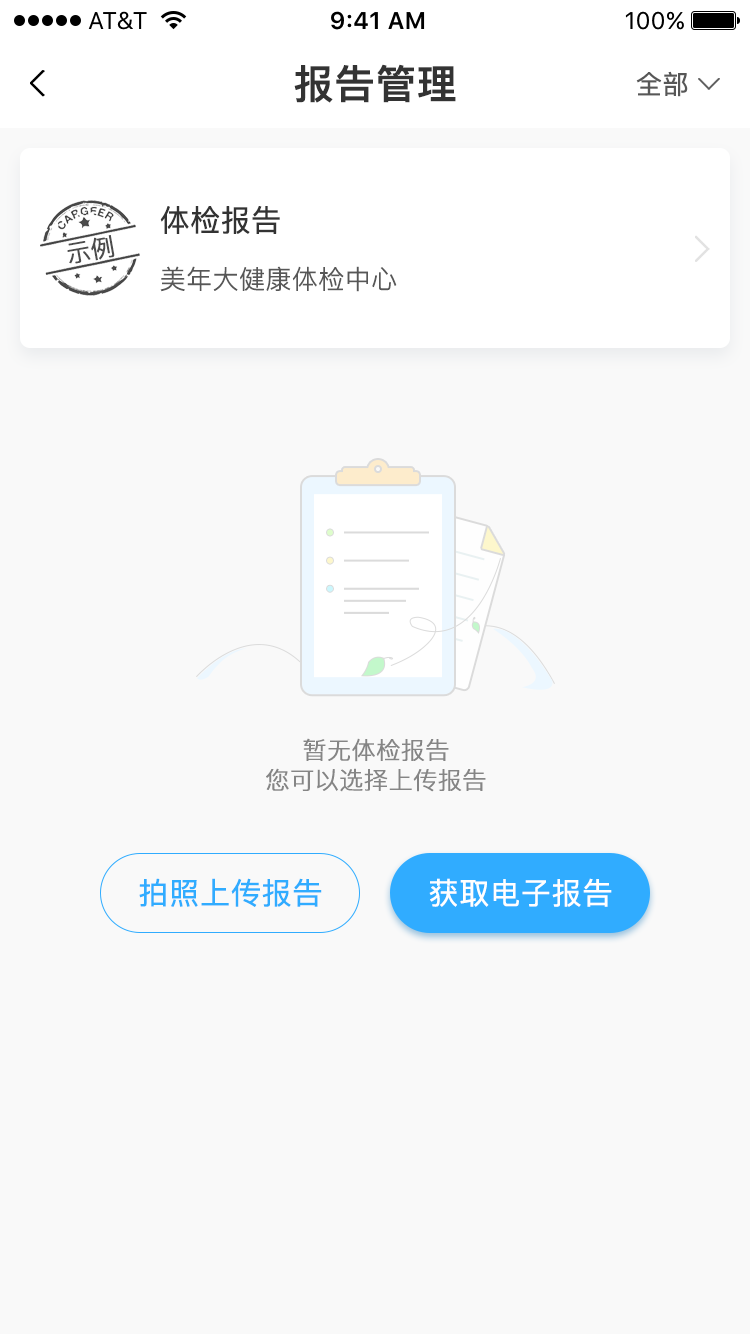 AT&T
9:41 AM
100%
报告管理
全部
CARGEER
示例
体检报告
美年大健康体检中心
暂无体检报告
您可以选择上传报告
拍照上传报告
获取电子报告